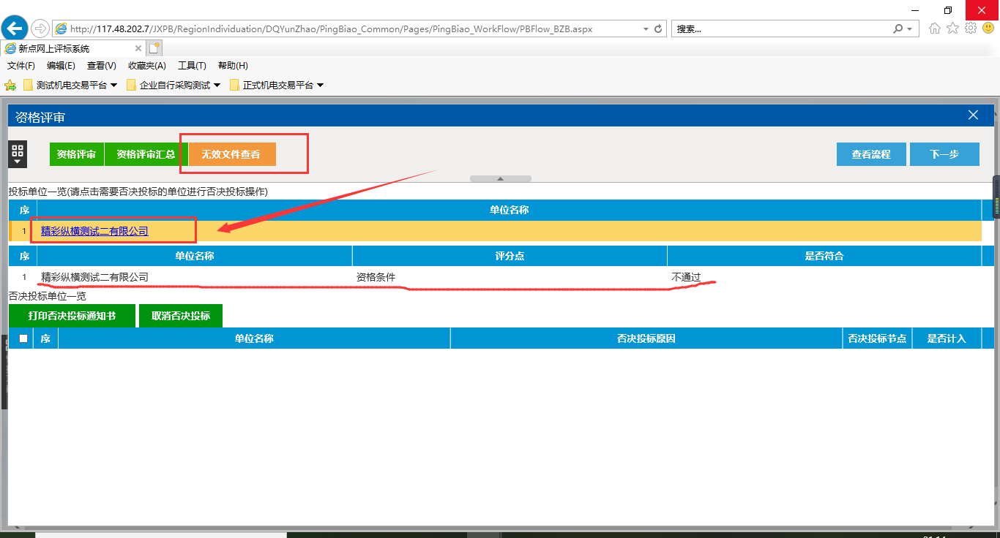 http://117.48.202.7/JXPB/RegionIndividuation/DQYunZhao/PingBiao_Common/Pages/PingBiao_WorkFlow/PBFlow_BZB.aspx 搜索...
新点网上评标系统
文件(F) 编辑(E) 查看(V) 收藏夹(A) 工具(T) 帮助(H)
测试机电交易平台 企业自行采购测试 正式机电交易平台
资格评审
资格评审 资格评审汇总 无效文件查看 查看流程 下一步
投标单位一览(请点击需要否决投标的单位进行否决投标操作)
序 单位名称
1 精彩纵横测试二有限公司
序 单位名称 评分点 是否符合
1 精彩纵横测试二有限公司 资格条件 不通过
否决投标单位一览
打印否决投标通知书 取消否决投标
序 单位名称 否决投标原因 否决投标节点 是否计入